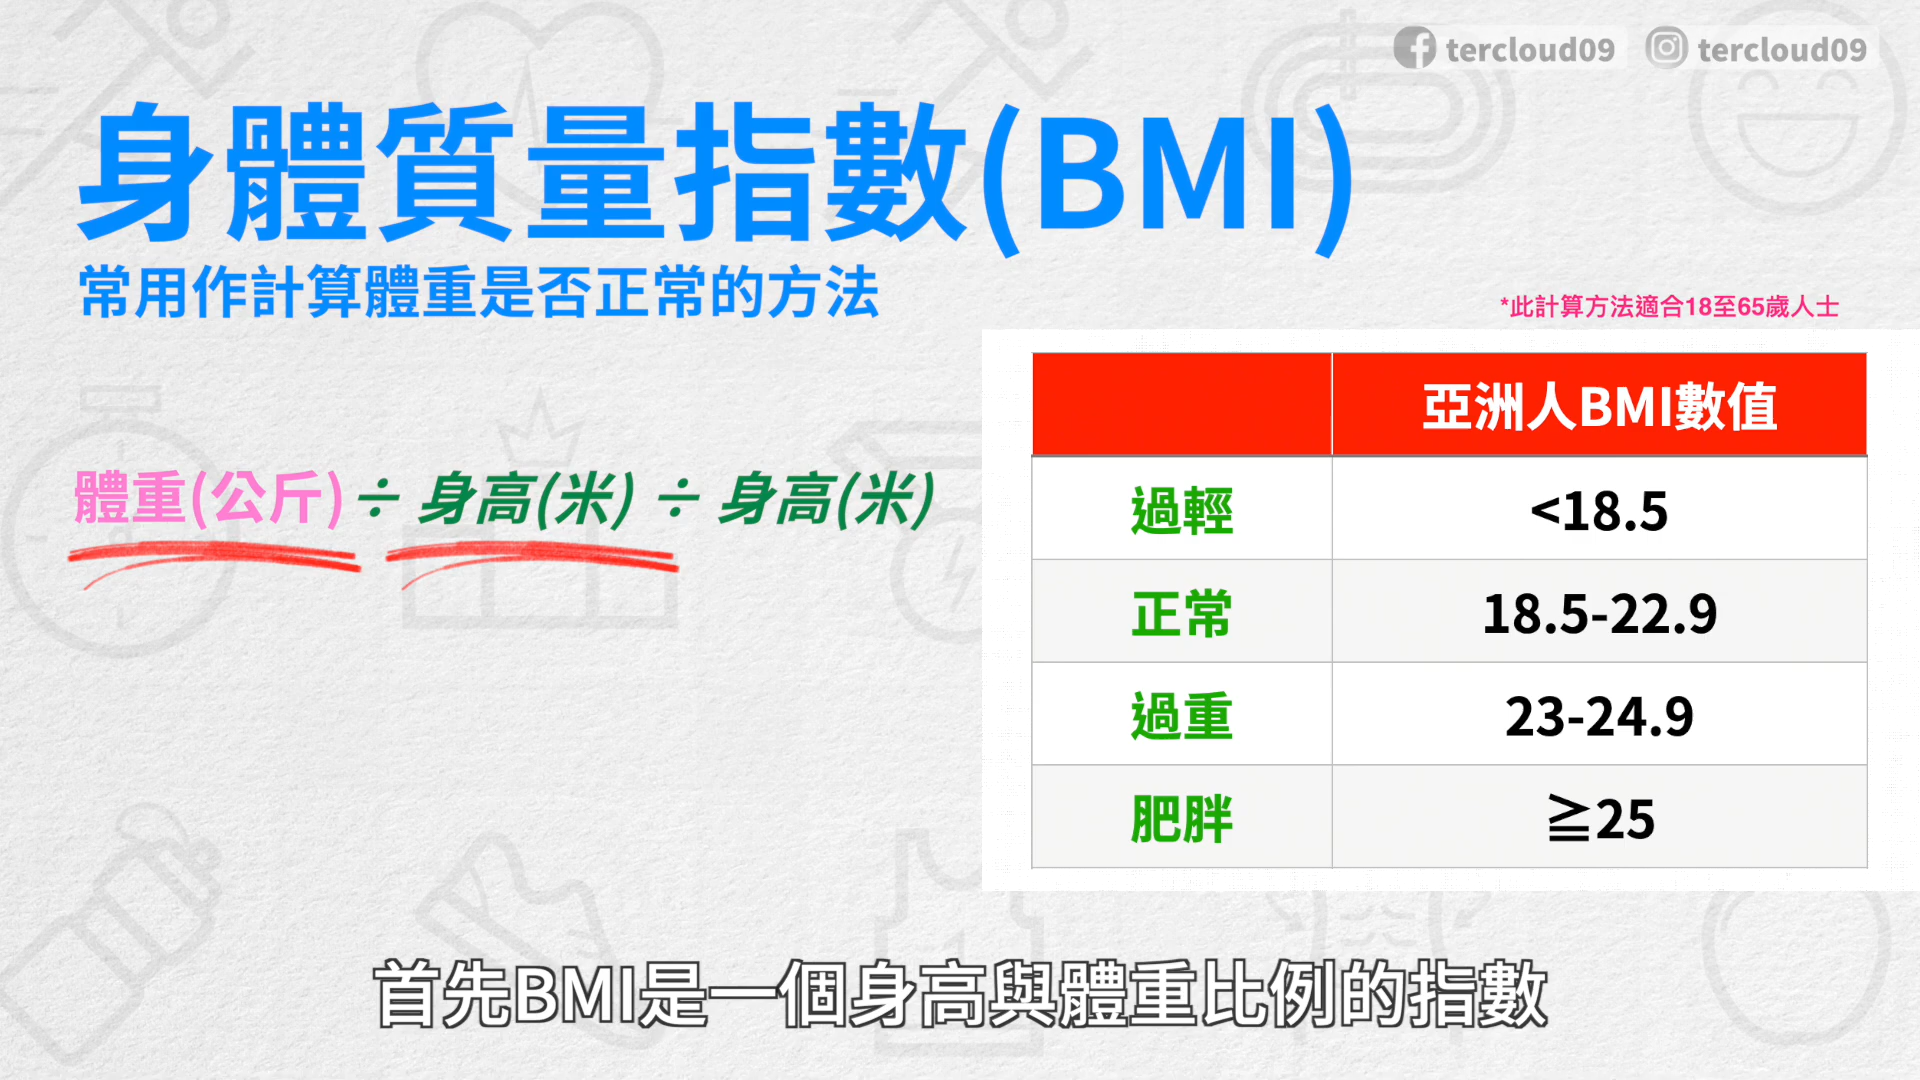 tercloud09 tercloud09
身體質量指數(BMI)
常用作計算體重是否正常的方法
*此計算方法適合18至65歲人士
體重(公斤)÷ 身高(米) ÷ 身高(米)
亞洲人BMI數值
過輕 <18.5
正常 18.5-22.9
過重 23-24.9
肥胖 ≧25
首先BMI是一個身高與體重比例的指數